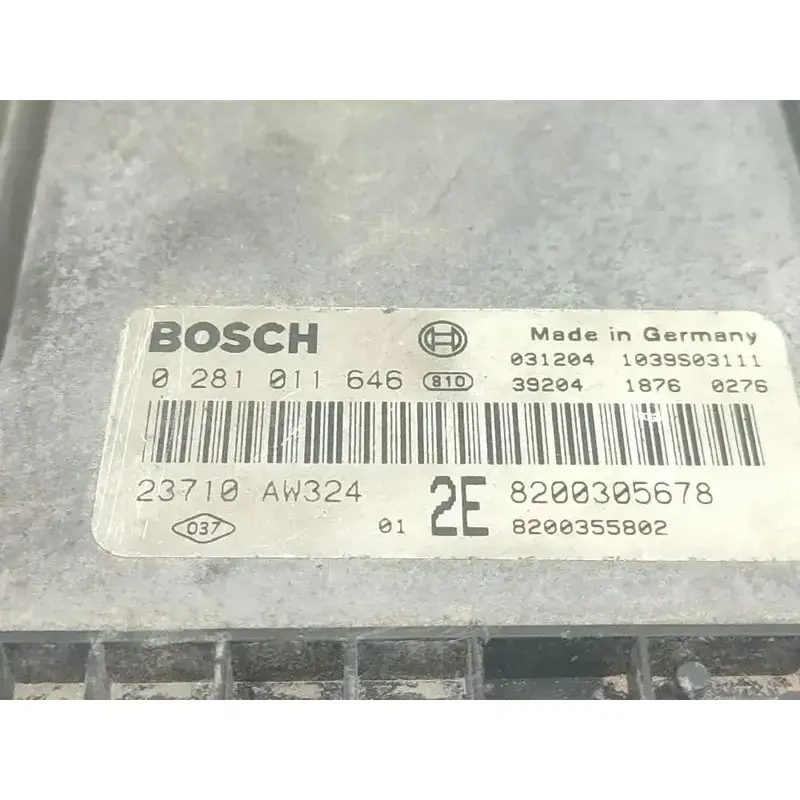 BOSCH
Made in Germany
031204 1039S03111
0 281 011 646 810
39204 1876 0276
23710 AW324
2E
8200305678
037
01
8200355802